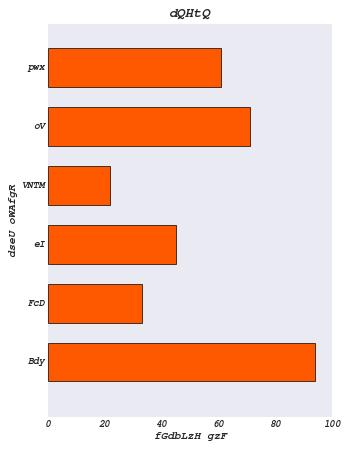 dQHtQ
pwx
oV
VNTM
eI
FcD
Bdy
dseU oWAfgR
0 20 40 60 80 100
fGdbLzH gzF